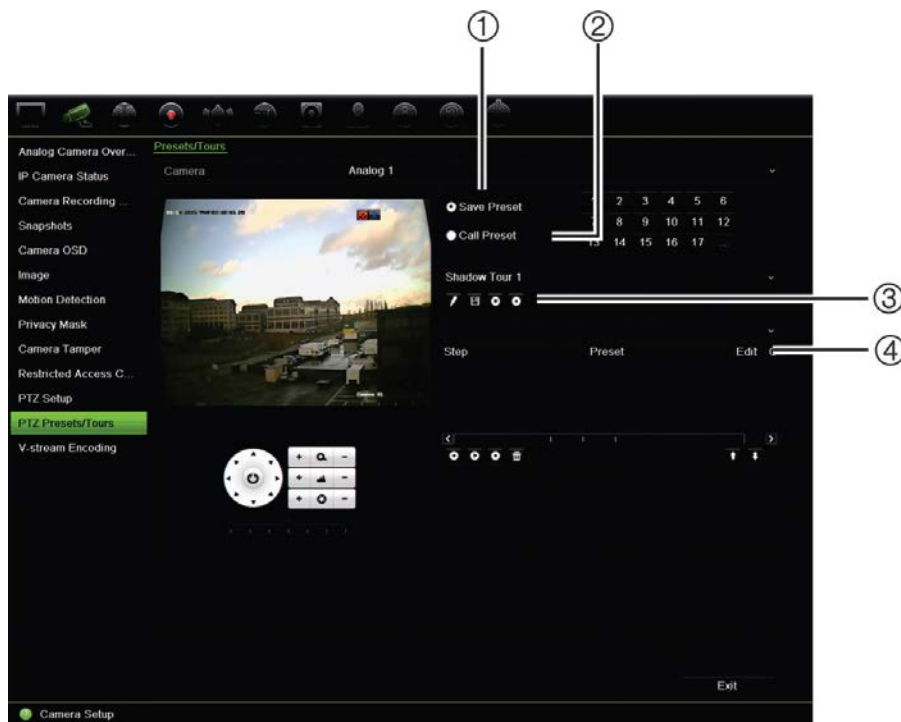 ① ②
Analog Camera Over...
Presets/Tours
IP Camera Status
Camera Analog 1
Camera Recording ...
Snapshots
Camera OSD
Image
Motion Detection
Privacy Mask
Camera Tamper
Restricted Access C...
PTZ Setup
PTZ Presets/Tours
V-stream Encoding
Save Preset
Call Preset
1 2 3 4 5 6
7 8 9 10 11 12
13 14 15 16 17 ...
Shadow Tour 1
③
Step Preset Edit
④
Exit
Camera Setup